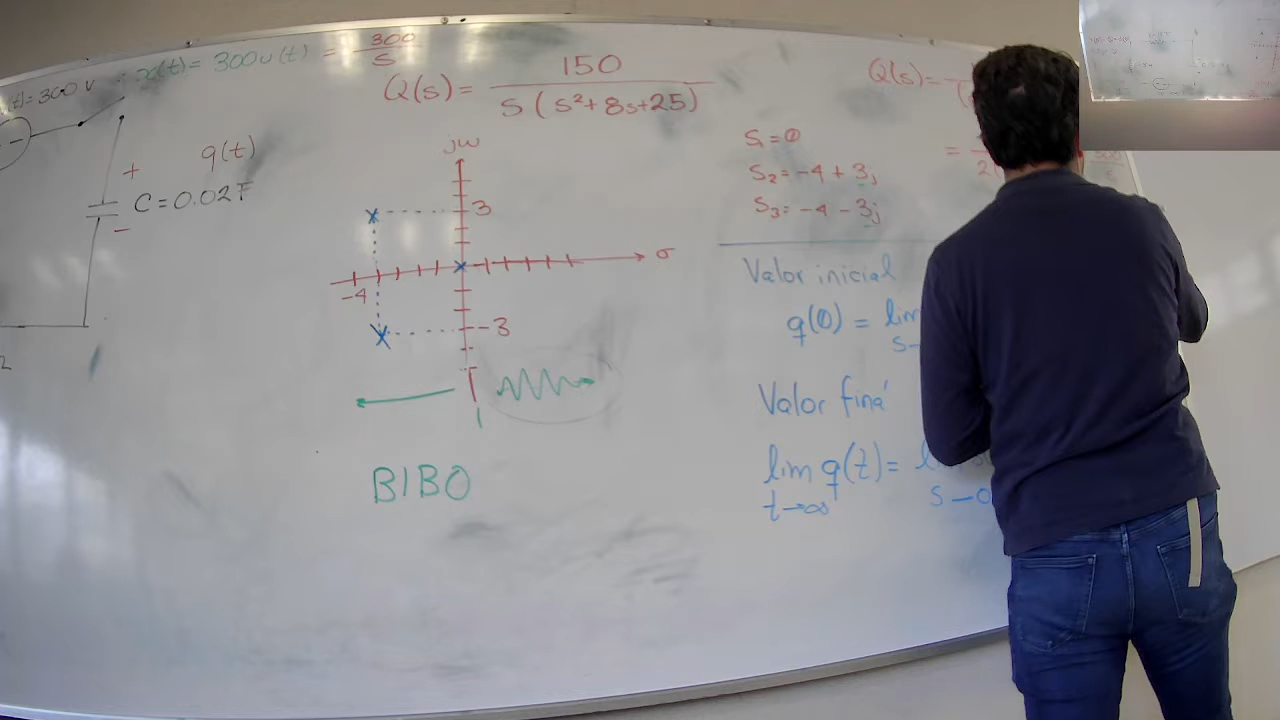 x(t)= 300u(t) = 300/s
(t)=300 V
q(t)
+
C=0.02F
-
2
Q(s)= 150 / s(s²+8s+25)
jω
3
σ
-4
-3
BIBO
Q(s)=
=
s₁=0
s₂=-4+3j
s₃=-4-3j
Valor inicial
q(0) = lim
s→
Valor fina
lim q(t)=
t→∞ s→0